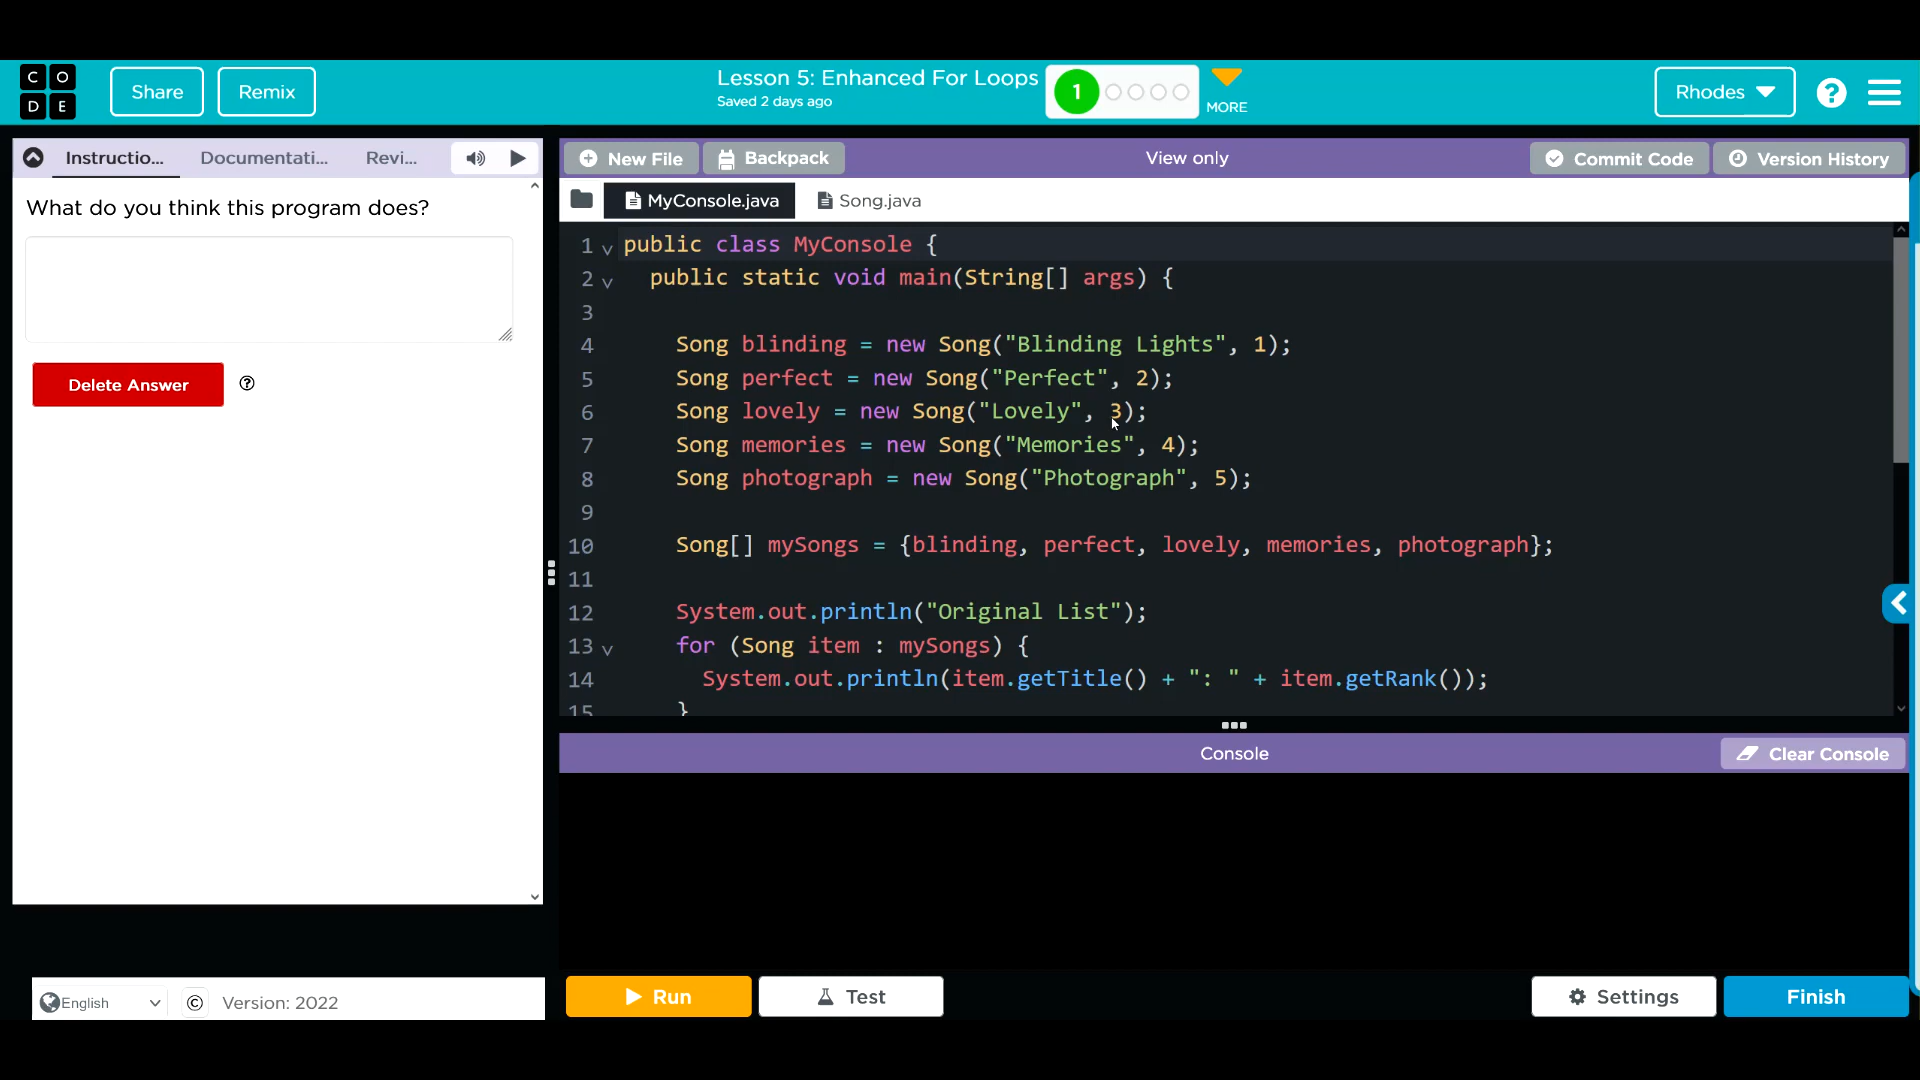 C O
D E
Share
Remix
Lesson 5: Enhanced For Loops
Saved 2 days ago
1
MORE
Rhodes
?
Instructio...
Documentati...
Revi...
What do you think this program does?
Delete Answer
?
New File
Backpack
View only
Commit Code
Version History
MyConsole.java
Song.java
1 public class MyConsole {
2 public static void main(String[] args) {
3
4 Song blinding = new Song("Blinding Lights", 1);
5 Song perfect = new Song("Perfect", 2);
6 Song lovely = new Song("Lovely", 3);
7 Song memories = new Song("Memories", 4);
8 Song photograph = new Song("Photograph", 5);
9
10 Song[] mySongs = {blinding, perfect, lovely, memories, photograph};
11
12 System.out.println("Original List");
13 for (Song item : mySongs) {
14 System.out.println(item.getTitle() + ": " + item.getRank());
15 }
Console
Clear Console
English
©
Version: 2022
Run
Test
Settings
Finish